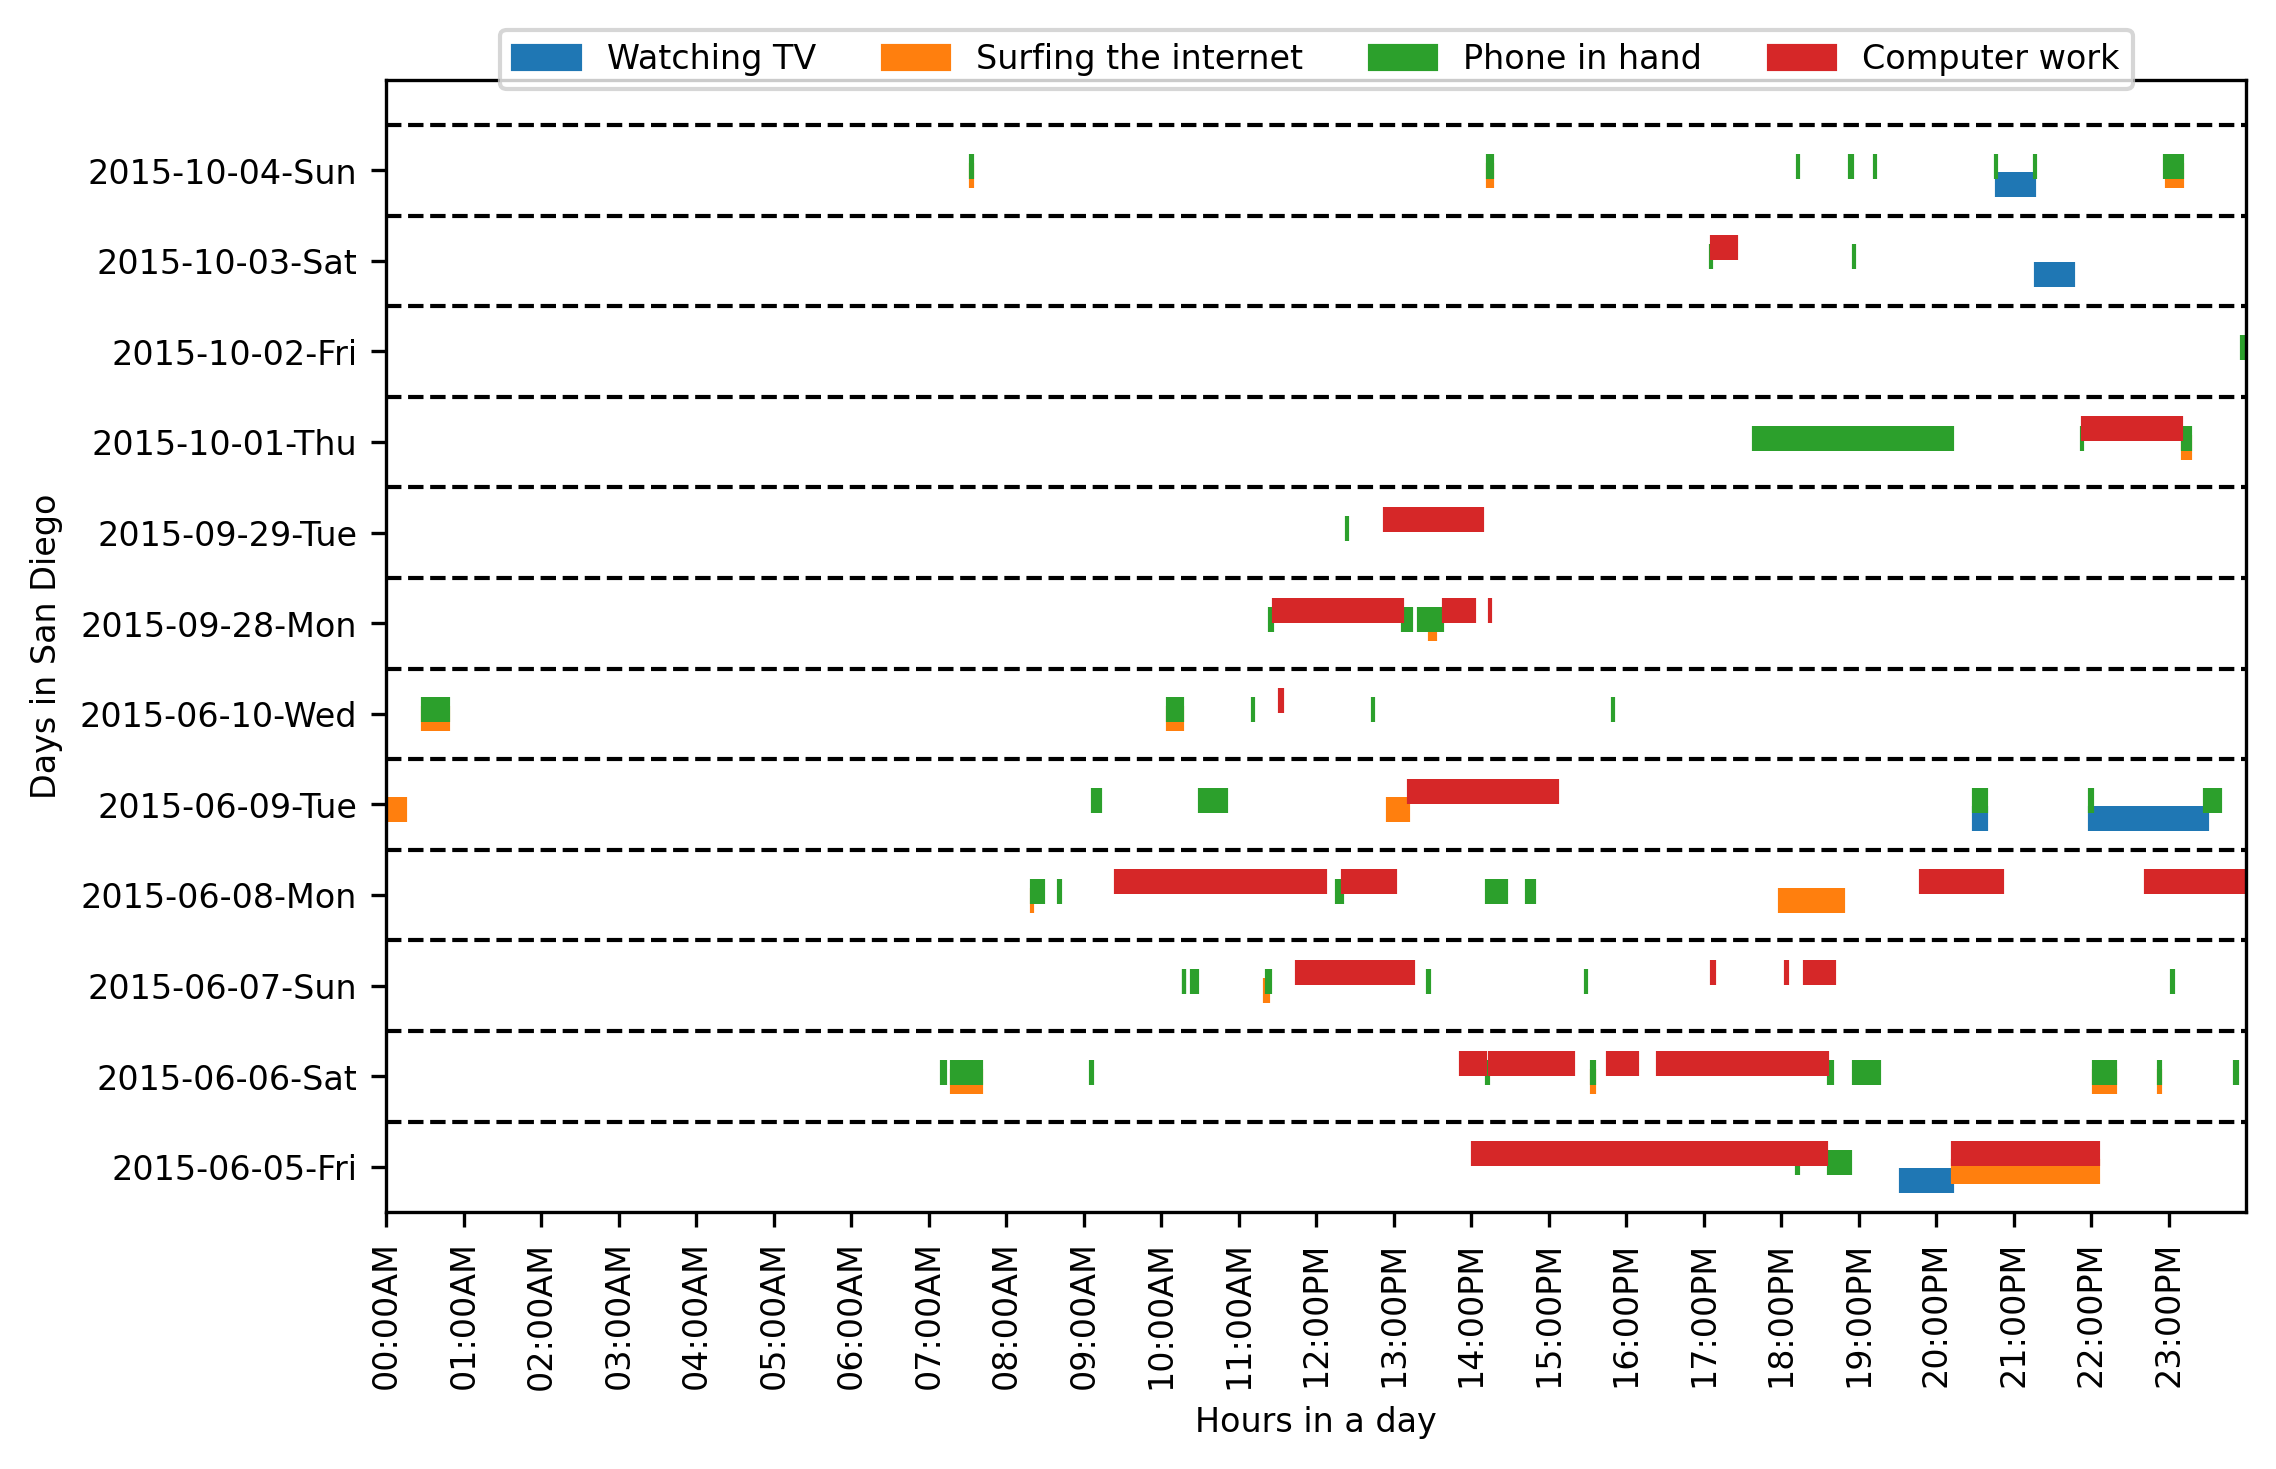 Watching TV
Surfing the internet
Phone in hand
Computer work
2015-10-04-Sun
2015-10-03-Sat
2015-10-02-Fri
2015-10-01-Thu
2015-09-29-Tue
2015-09-28-Mon
2015-06-10-Wed
2015-06-09-Tue
2015-06-08-Mon
2015-06-07-Sun
2015-06-06-Sat
2015-06-05-Fri
Days in San Diego
00:00AM
01:00AM
02:00AM
03:00AM
04:00AM
05:00AM
06:00AM
07:00AM
08:00AM
09:00AM
10:00AM
11:00AM
12:00PM
13:00PM
14:00PM
15:00PM
16:00PM
17:00PM
18:00PM
19:00PM
20:00PM
21:00PM
22:00PM
23:00PM
Hours in a day